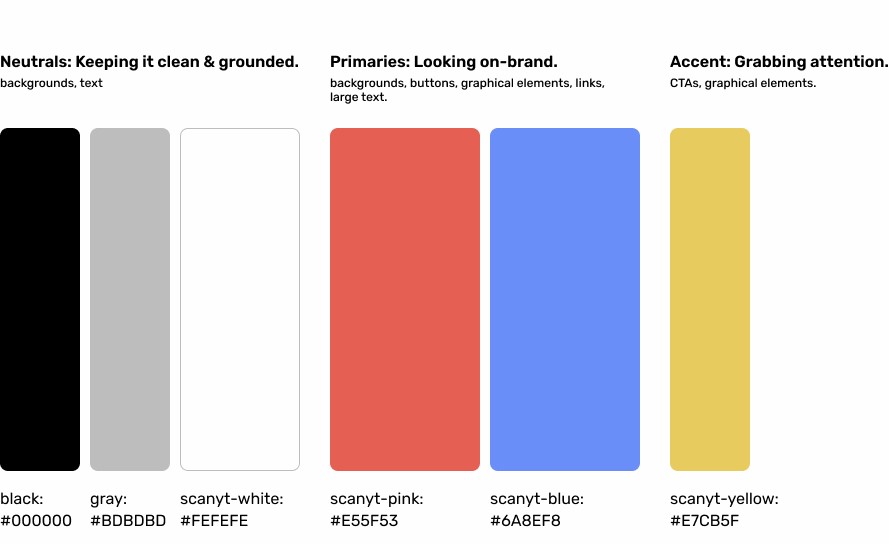 Neutrals: Keeping it clean & grounded.
backgrounds, text
Primaries: Looking on-brand.
backgrounds, buttons, graphical elements, links,
large text.
Accent: Grabbing attention.
CTAs, graphical elements.
black:
#000000
gray:
#BDBDBD
scanyt-white:
#FEFEFE
scanyt-pink:
#E55F53
scanyt-blue:
#6A8EF8
scanyt-yellow:
#E7CB5F